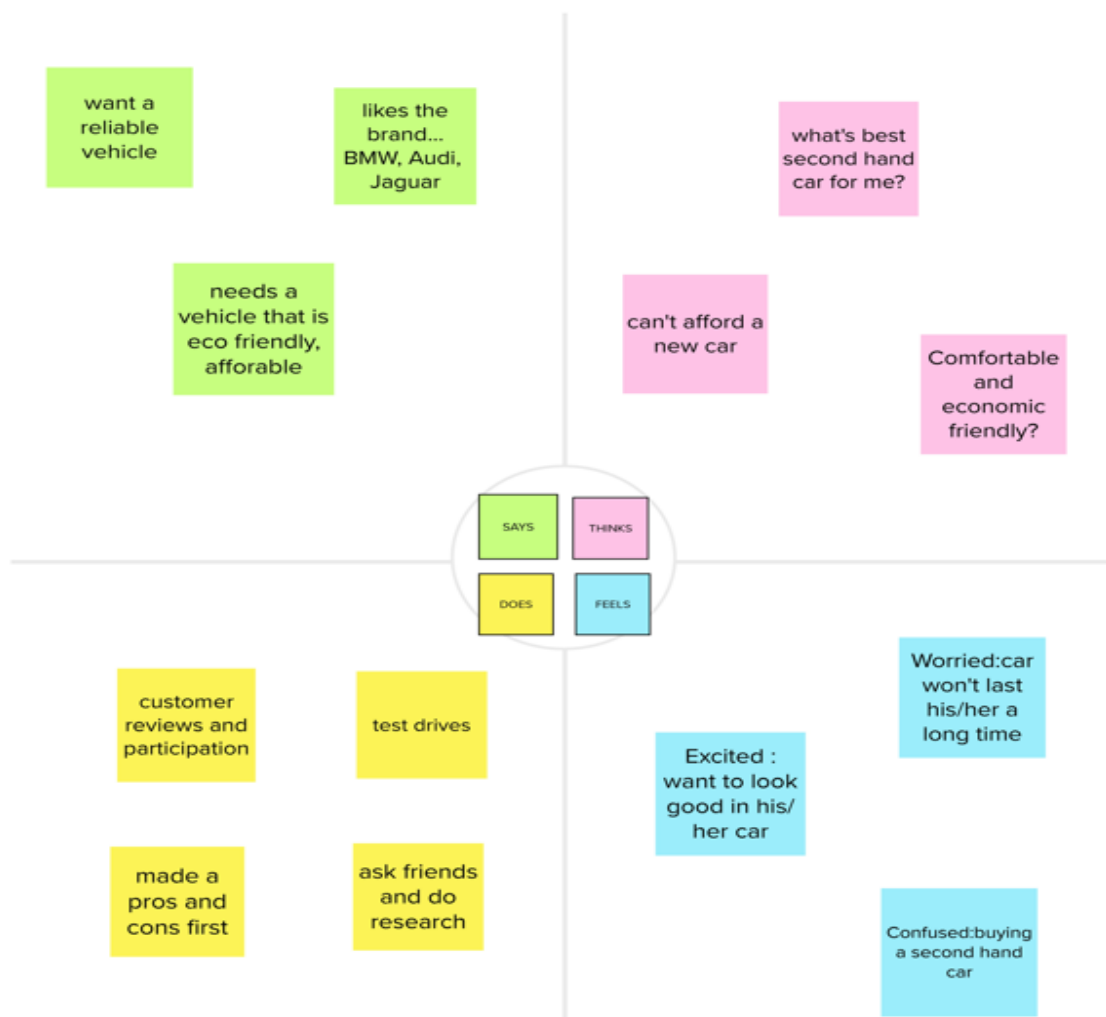 want a
reliable
vehicle
likes the
brand...
BMW, Audi,
Jaguar
needs a
vehicle that is
eco friendly,
afforable
what's best
second hand
car for me?
can't afford a
new car
Comfortable
and
economic
friendly?
SAYS
THINKS
DOES
FEELS
customer
reviews and
participation
test drives
made a
pros and
cons first
ask friends
and do
research
Worried:car
won't last
his/her a
long time
Excited :
want to look
good in his/
her car
Confused:buying
a second hand
car